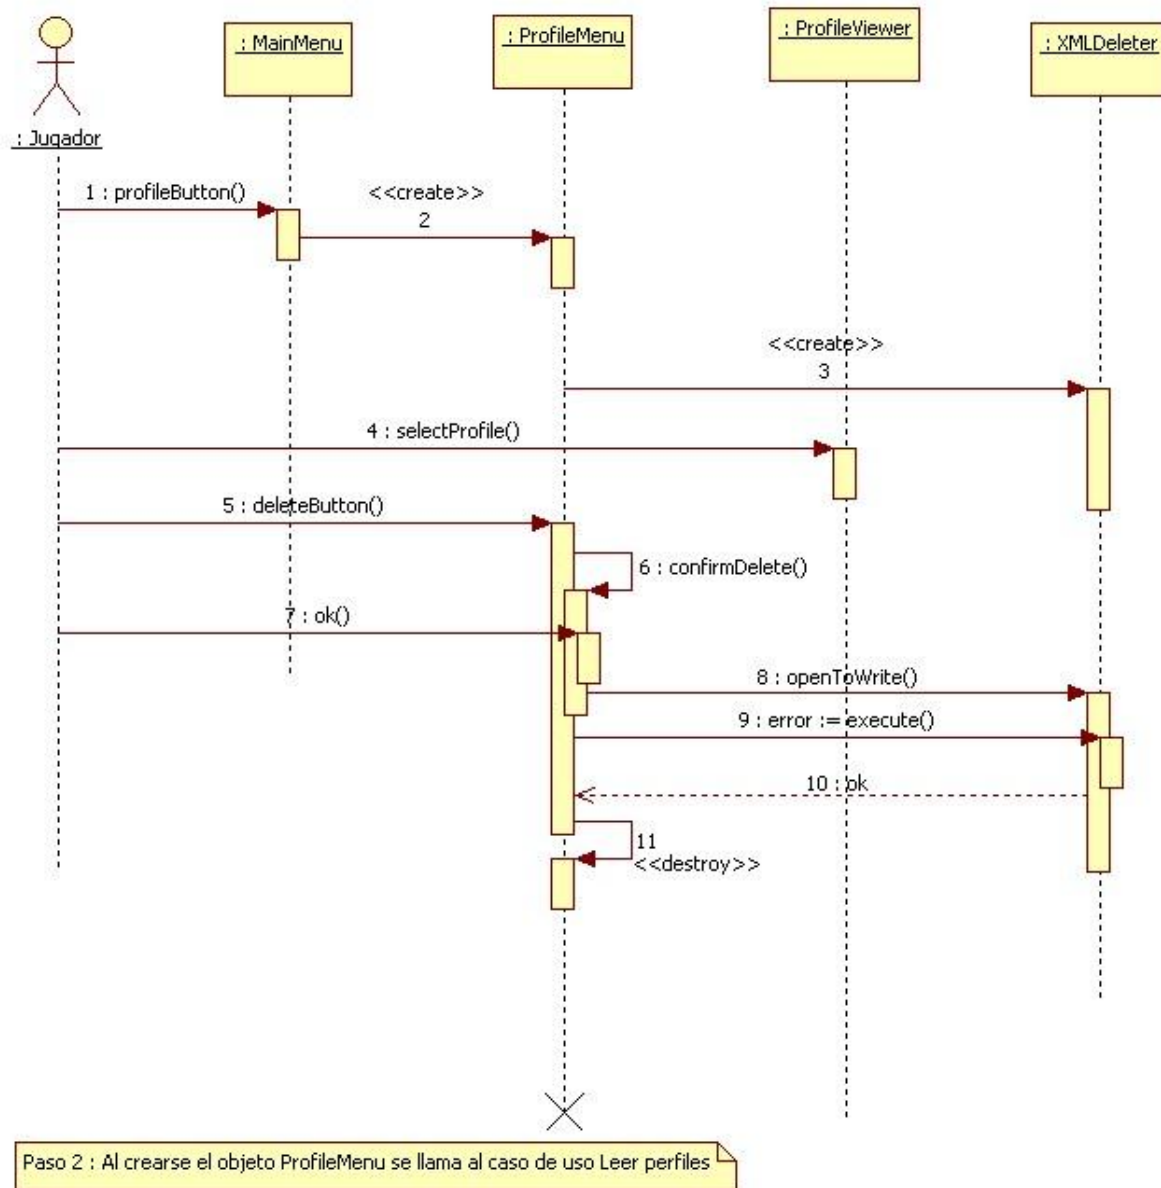 : MainMenu
: ProfileMenu
: ProfileViewer
: XMLDeleter
: Jugador
1 : profileButton()
<<create>>
2
<<create>>
3
4 : selectProfile()
5 : deleteButton()
6 : confirmDelete()
7 : ok()
8 : openToWrite()
9 : error := execute()
10 : ok
11
<<destroy>>
Paso 2 : Al crearse el objeto ProfileMenu se llama al caso de uso Leer perfiles